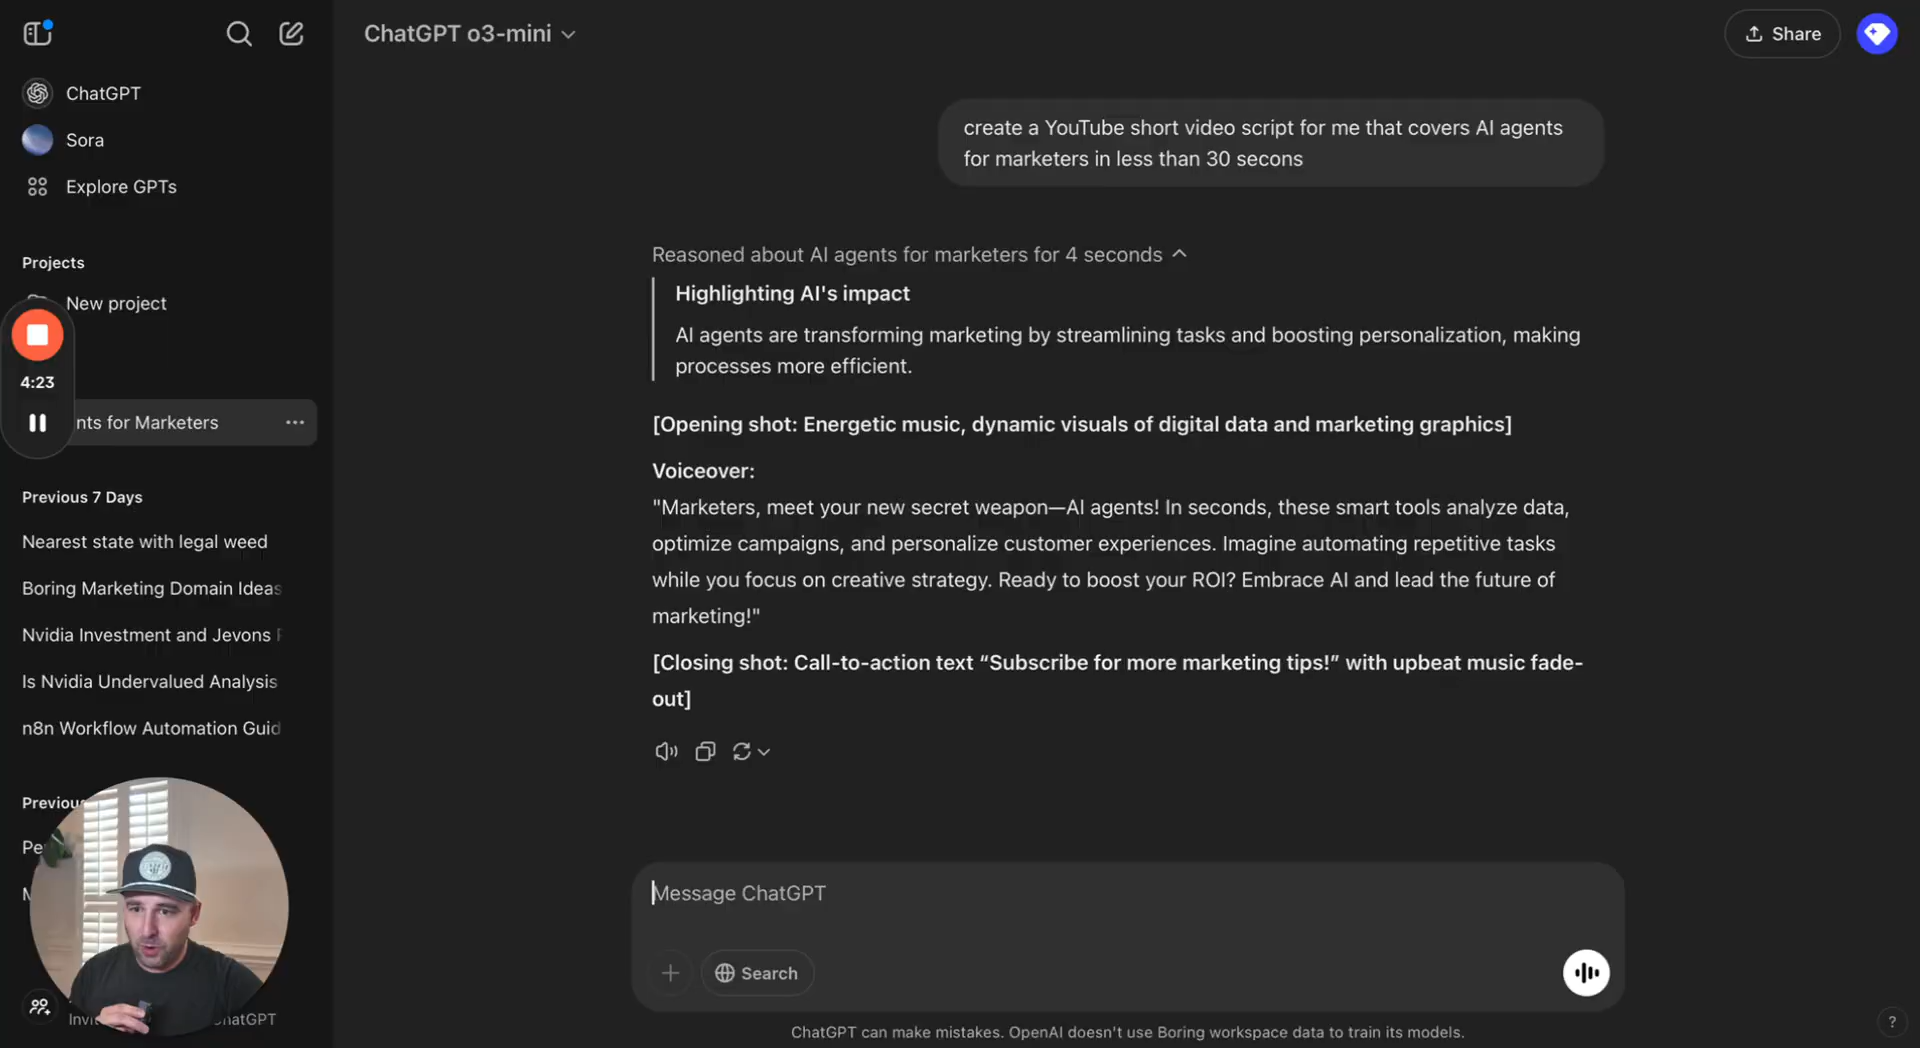 ChatGPT o3-mini
Share
ChatGPT
Sora
Explore GPTs
Projects
New project
4:23
nts for Marketers
Previous 7 Days
Nearest state with legal weed
Boring Marketing Domain Ideas
Nvidia Investment and Jevons
Is Nvidia Undervalued Analysis
n8n Workflow Automation Guid
Previou
Pe
create a YouTube short video script for me that covers AI agents
for marketers in less than 30 secons
Reasoned about AI agents for marketers for 4 seconds
Highlighting AI's impact
AI agents are transforming marketing by streamlining tasks and boosting personalization, making
processes more efficient.
[Opening shot: Energetic music, dynamic visuals of digital data and marketing graphics]
Voiceover:
"Marketers, meet your new secret weapon—AI agents! In seconds, these smart tools analyze data,
optimize campaigns, and personalize customer experiences. Imagine automating repetitive tasks
while you focus on creative strategy. Ready to boost your ROI? Embrace AI and lead the future of
marketing!"
[Closing shot: Call-to-action text “Subscribe for more marketing tips!” with upbeat music fade-
out]
Message ChatGPT
Search
ChatGPT can make mistakes. OpenAI doesn't use Boring workspace data to train its models.
?